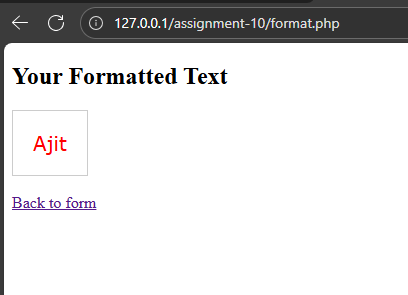 127.0.0.1/assignment-10/format.php
Your Formatted Text
Ajit
Back to form